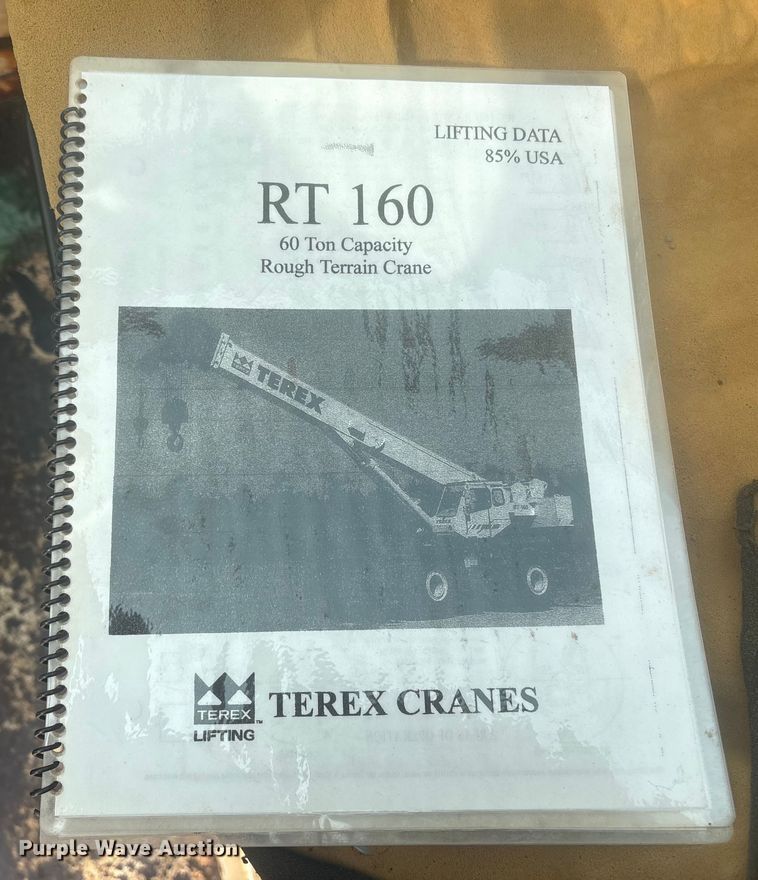 LIFTING DATA
85% USA
RT 160
60 Ton Capacity
Rough Terrain Crane
TEREX
TEREX
TEREX
LIFTING
TEREX CRANES
Purple Wave Auction